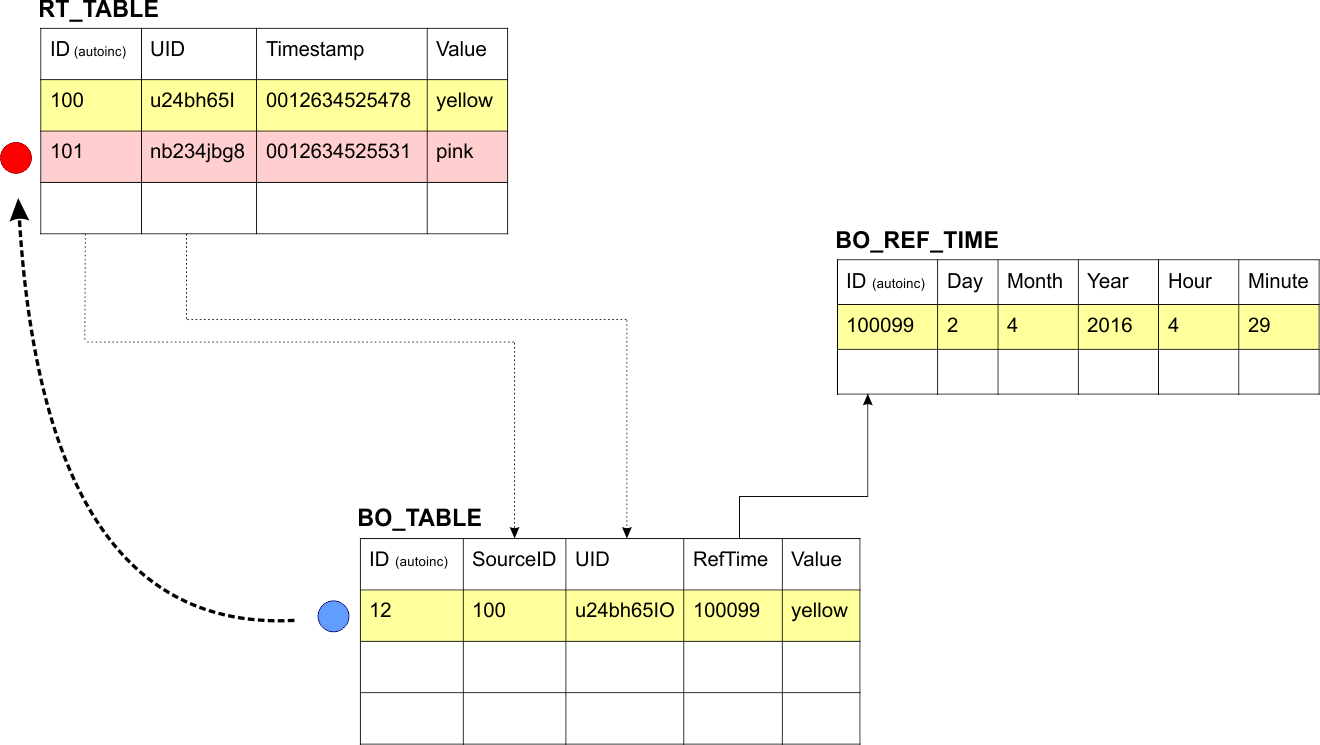 RT_TABLE
ID (autoinc) UID Timestamp Value
100 u24bh65I 0012634525478 yellow
101 nb234jbg8 0012634525531 pink
BO_REF_TIME
ID (autoinc) Day Month Year Hour Minute
100099 2 4 2016 4 29
BO_TABLE
ID (autoinc) SourceID UID RefTime Value
12 100 u24bh65IO 100099 yellow